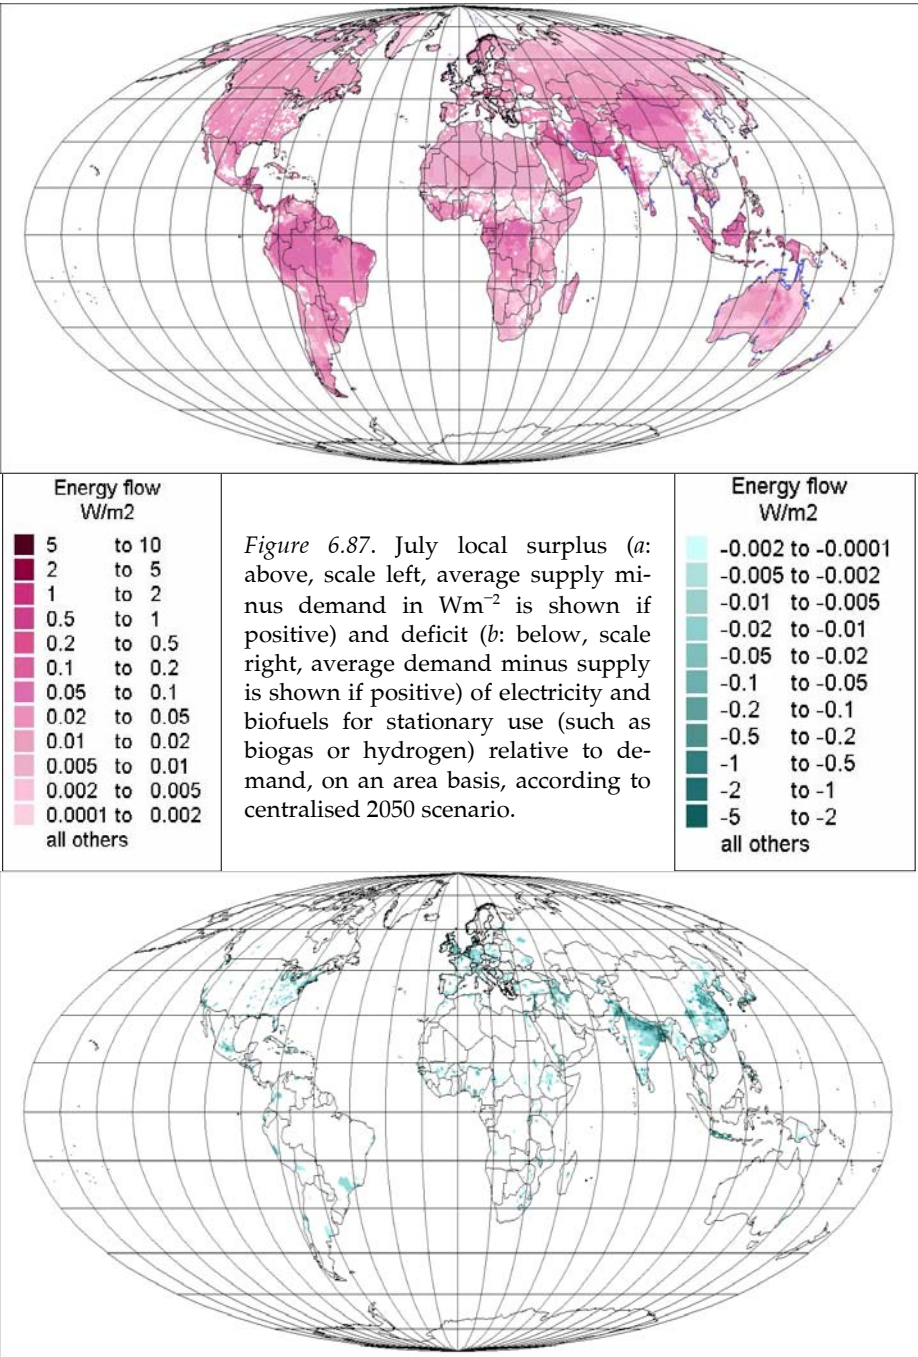 Energy flow
W/m2
5 to 10
2 to 5
1 to 2
0.5 to 1
0.2 to 0.5
0.1 to 0.2
0.05 to 0.1
0.02 to 0.05
0.01 to 0.02
0.005 to 0.01
0.002 to 0.005
0.0001 to 0.002
all others
Figure 6.87. July local surplus (a:
above, scale left, average supply mi-
nus demand in Wm⁻² is shown if
positive) and deficit (b: below, scale
right, average demand minus supply
is shown if positive) of electricity and
biofuels for stationary use (such as
biogas or hydrogen) relative to de-
mand, on an area basis, according to
centralised 2050 scenario.
Energy flow
W/m2
-0.002 to -0.0001
-0.005 to -0.002
-0.01 to -0.005
-0.02 to -0.01
-0.05 to -0.02
-0.1 to -0.05
-0.2 to -0.1
-0.5 to -0.2
-1 to -0.5
-2 to -1
-5 to -2
all others